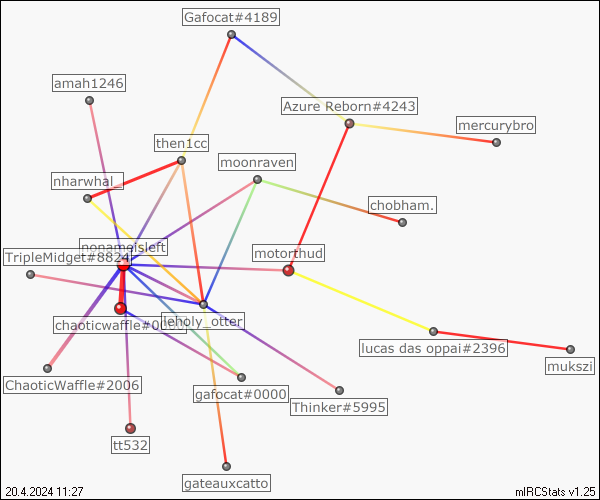 Gafocat#4189
amah1246
Azure Reborn#4243
mercurybro
then1cc
moonraven
nharwhal_
chobham.
nonameisleft
TripleMidget#8824
motorthud
chaoticwaffle#0000
leholy_otter
lucas das oppai#2396
mukszi
ChaoticWaffle#2006
gafocat#0000
Thinker#5995
tt532
gateauxcatto
20.4.2024 11:27
mIRCStats v1.25